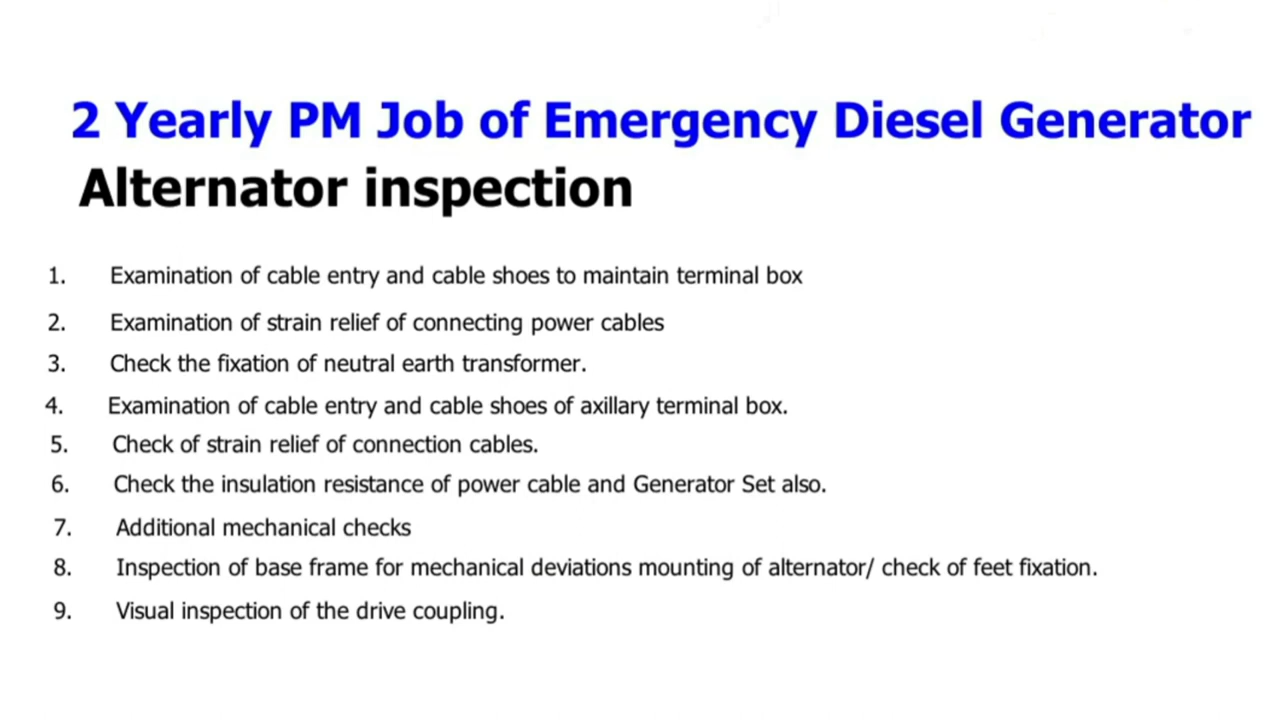 2 Yearly PM Job of Emergency Diesel Generator
Alternator inspection
1. Examination of cable entry and cable shoes to maintain terminal box
2. Examination of strain relief of connecting power cables
3. Check the fixation of neutral earth transformer.
4. Examination of cable entry and cable shoes of axillary terminal box.
5. Check of strain relief of connection cables.
6. Check the insulation resistance of power cable and Generator Set also.
7. Additional mechanical checks
8. Inspection of base frame for mechanical deviations mounting of alternator/ check of feet fixation.
9. Visual inspection of the drive coupling.